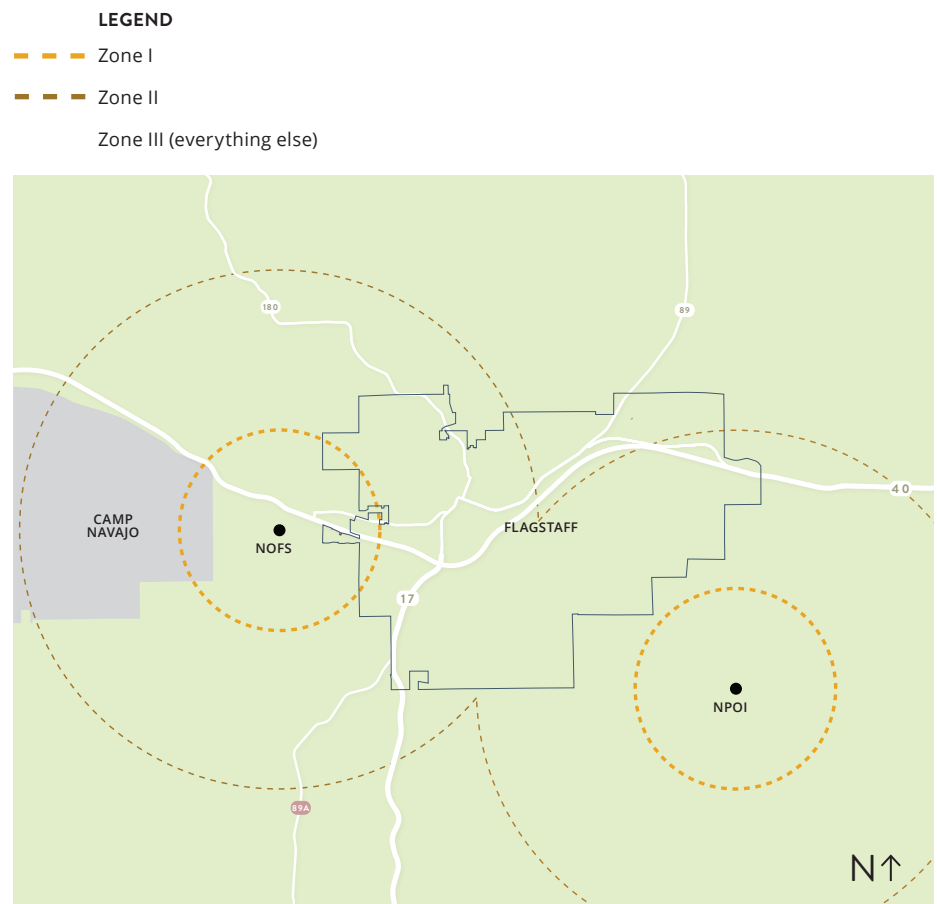 LEGEND
Zone I
Zone II
Zone III (everything else)
180
89
40
CAMP
NAVAJO
NOFS
FLAGSTAFF
17
NPOI
89A
N↑